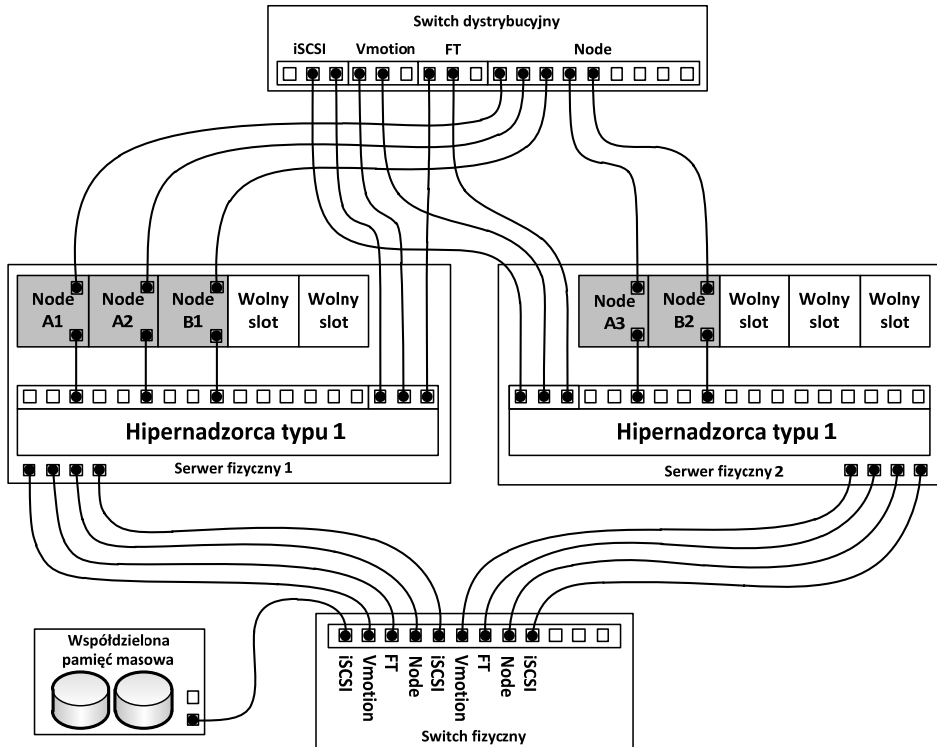 Switch dystrybucyjny
iSCSI Vmotion FT Node
Node A1
Node A2
Node B1
Wolny slot
Wolny slot
Node A3
Node B2
Wolny slot
Wolny slot
Wolny slot
Hipernadzorca typu 1
Serwer fizyczny 1
Hipernadzorca typu 1
Serwer fizyczny 2
Współdzielona
pamięć masowa
iSCSI
Vmotion
FT
Node
iSCSI
Vmotion
FT
Node
iSCSI
Switch fizyczny